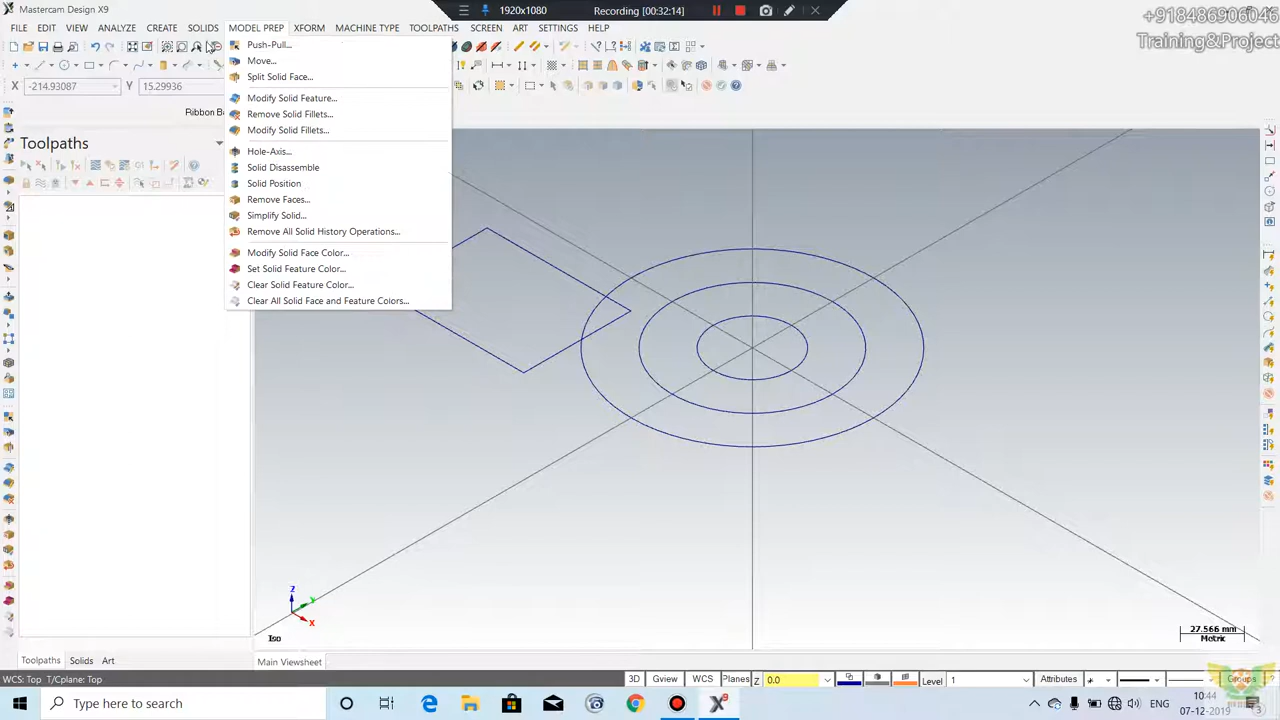 Mastercam Design X9
1920x1080
Recording [00:32:14]
+918486906046
Training&Project
FILE EDIT VIEW ANALYZE CREATE SOLIDS MODEL PREP XFORM MACHINE TYPE TOOLPATHS SCREEN ART SETTINGS HELP
Push-Pull...
Move...
Split Solid Face...
X -214.93087 Y 15.29936
Modify Solid Feature...
Remove Solid Fillets...
Ribbon B
Modify Solid Fillets...
Toolpaths
Hole-Axis...
Solid Disassemble
Solid Position
Remove Faces...
Simplify Solid...
Remove All Solid History Operations...
Modify Solid Face Color...
Set Solid Feature Color...
Clear Solid Feature Color...
Clear All Solid Face and Feature Colors...
Z
Y
X
Iso
27.566 mm
Metric
Toolpaths Solids Art
Main Viewsheet
WCS: Top T/Cplane: Top
3D Gview WCS Planes Z 0.0 Level 1 Attributes Groups ?
Type here to search
X9
ENG
10:44
07-12-2019
3